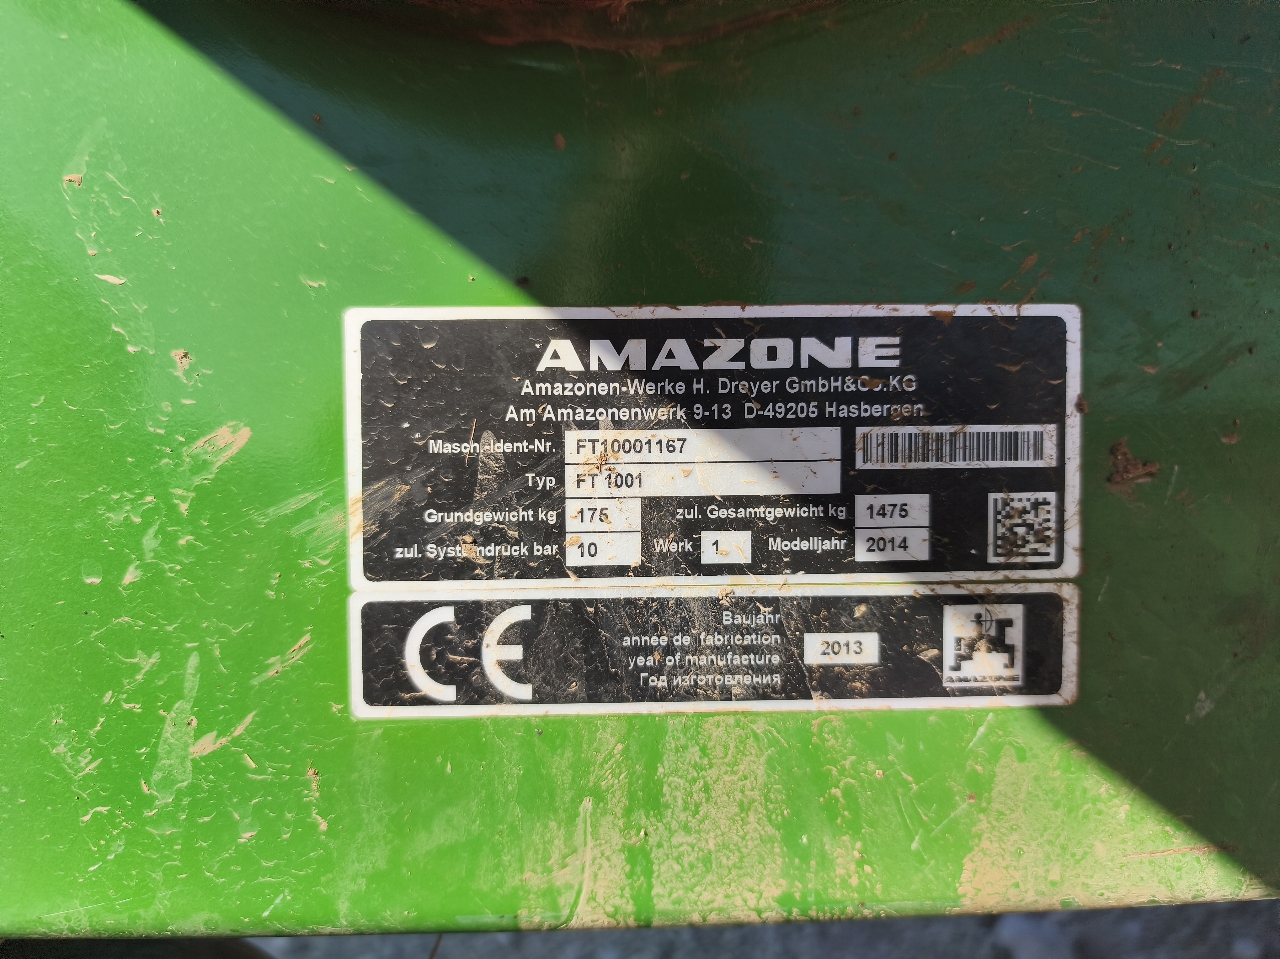 AMAZONE
Amazonen-Werke H. Dreyer GmbH&Co.KG
Am Amazonenwerk 9-13 D-49205 Hasbergen
Masch.-Ident-Nr. FT10001167
Typ FT 1001
Grundgewicht kg 175 zul. Gesamtgewicht kg 1475
zul. Systemdruck bar 10 Werk 1 Modelljahr 2014
CE
Baujahr
année de fabrication
year of manufacture
Год изготовления
2013
AMAZONE